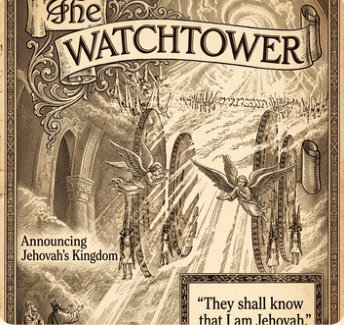 The
WATCHTOWER
Announcing
Jehovah's Kingdom
“They shall know
that I am Jehovah.”